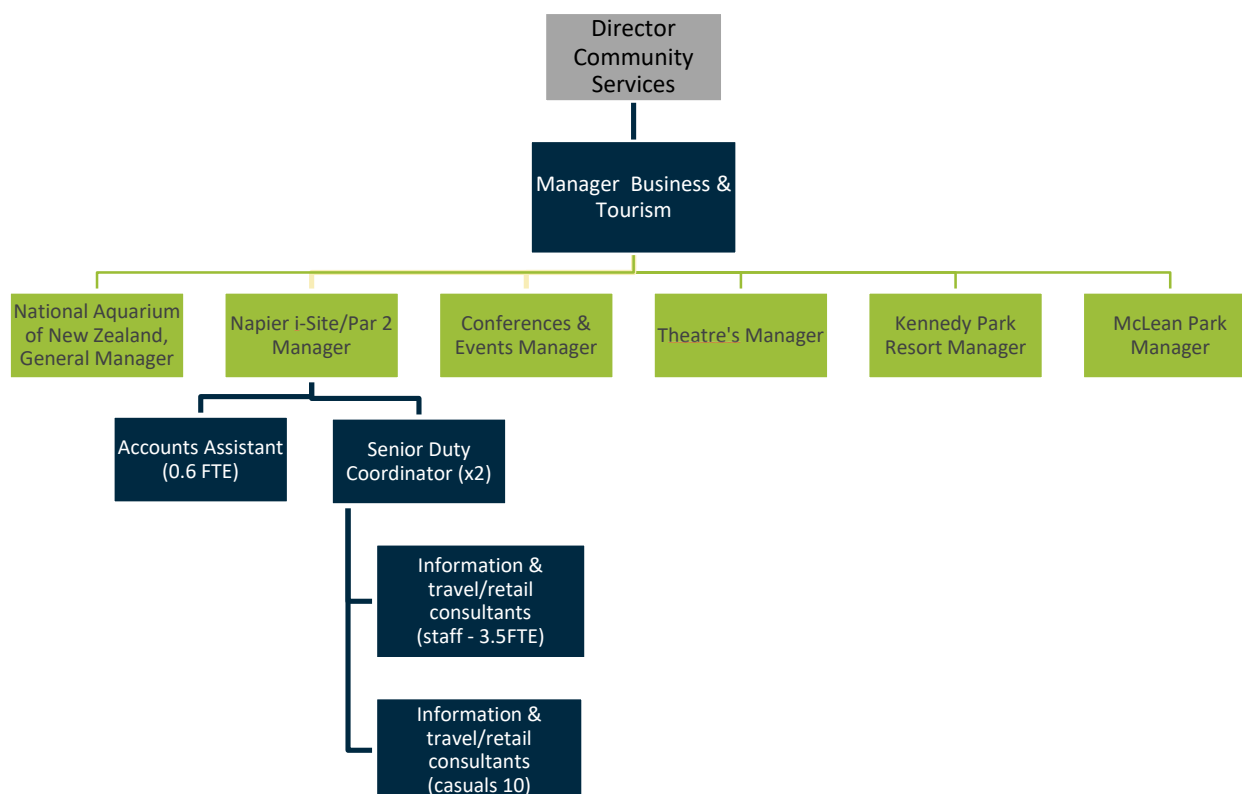 Director
Community
Services
Manager  Business &
Tourism
National Aquarium
of New Zealand,
General Manager
Napier i-Site/Par 2
Manager
Conferences &
Events Manager
Theatre's Manager
Kennedy Park
Resort Manager
McLean Park
Manager
Accounts Assistant
(0.6 FTE)
Senior Duty
Coordinator (x2)
Information &
travel/retail
consultants
(staff - 3.5FTE)
Information &
travel/retail
consultants
(casuals 10)